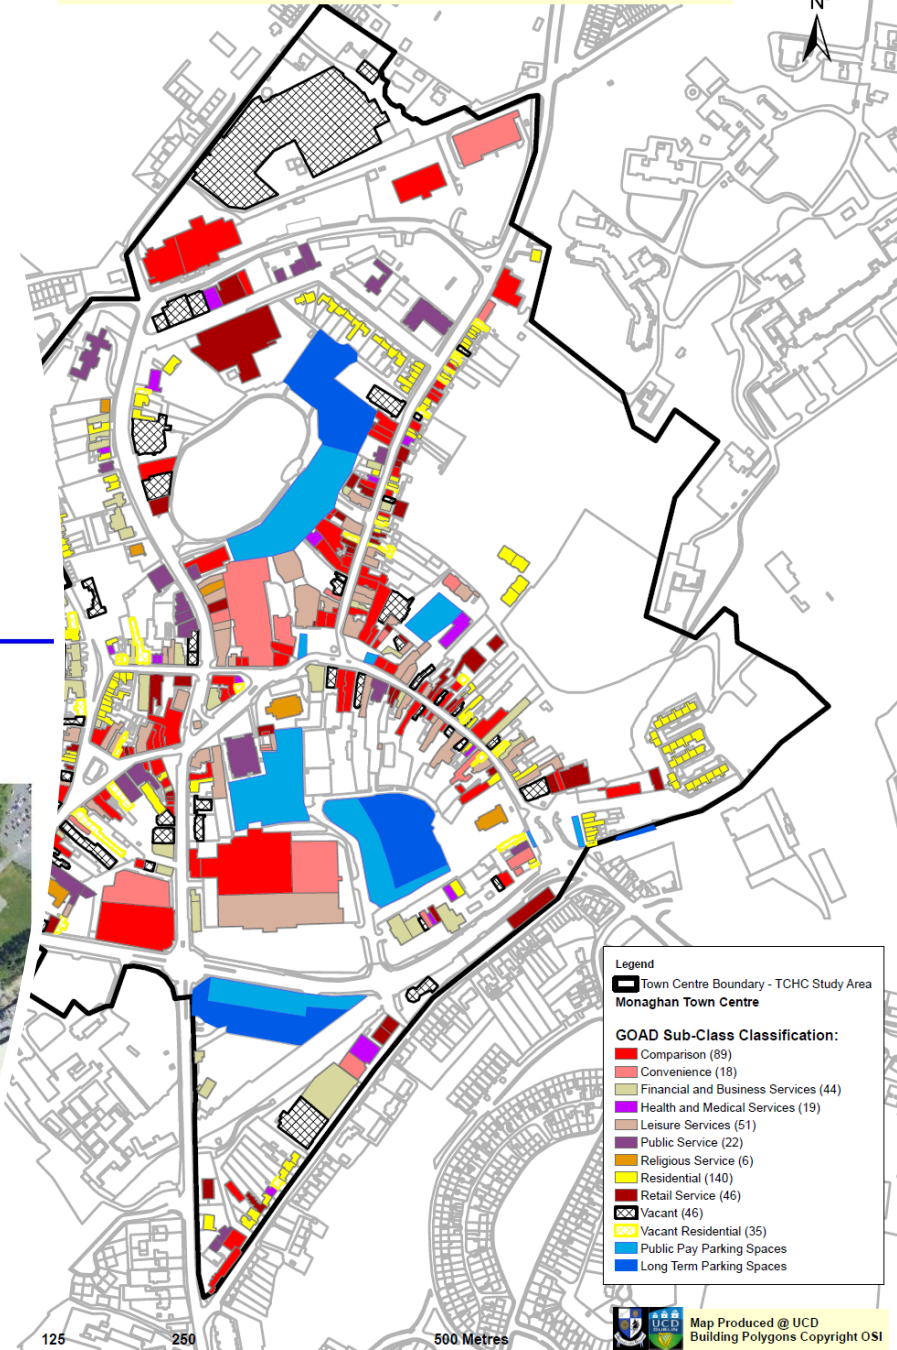 N
Legend
Town Centre Boundary - TCHC Study Area
Monaghan Town Centre
GOAD Sub-Class Classification:
Comparison (89)
Convenience (18)
Financial and Business Services (44)
Health and Medical Services (19)
Leisure Services (51)
Public Service (22)
Religious Service (6)
Residential (140)
Retail Service (46)
Vacant (46)
Vacant Residential (35)
Public Pay Parking Spaces
Long Term Parking Spaces
125 250 500 Metres
UCD
DUBLIN
Map Produced @ UCD
Building Polygons Copyright OSI